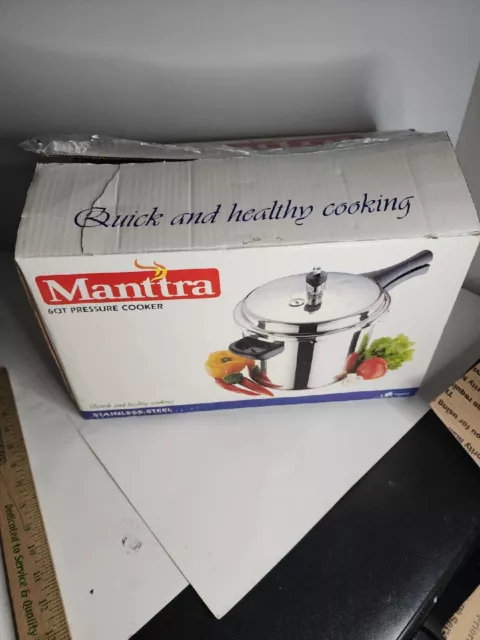 Quick and healthy cooking
Manttra
6QT PRESSURE COOKER
Quick and healthy cooking
STAINLESS-STEEL
Dedicated to Service & Quality